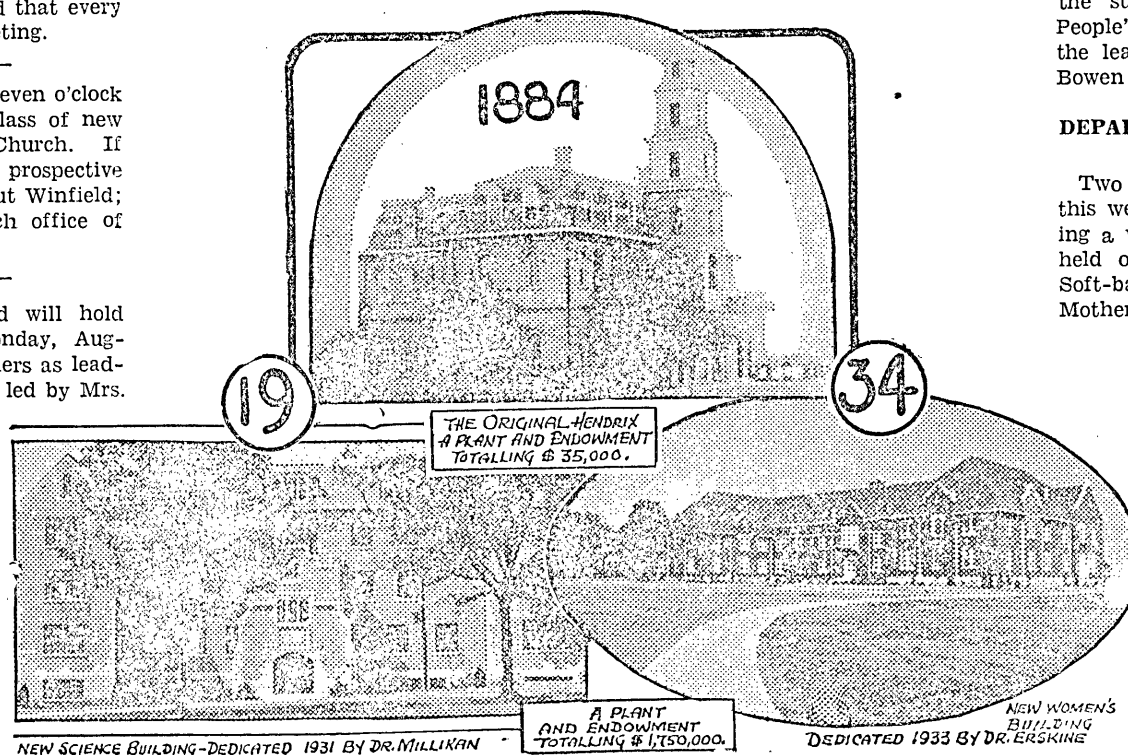 d that every
ting.
even o'clock
lass of new
Church. If
prospective
ut Winfield;
ch office of
d will hold
onday, Aug-
ers as lead-
led by Mrs.
1884
19
34
THE ORIGINAL HENDRIX
A PLANT AND ENDOWMENT
TOTALLING $ 35,000.
A PLANT
AND ENDOWMENT
TOTALLING $ 1,750,000.
NEW SCIENCE BUILDING-DEDICATED 1931 BY DR. MILLIKAN
NEW WOMEN'S
BUILDING
DEDICATED 1933 BY DR. ERSKINE
the su
People'
the lea
Bowen
DEPAR
Two
this we
ing a v
held o
Soft-ba
Mother